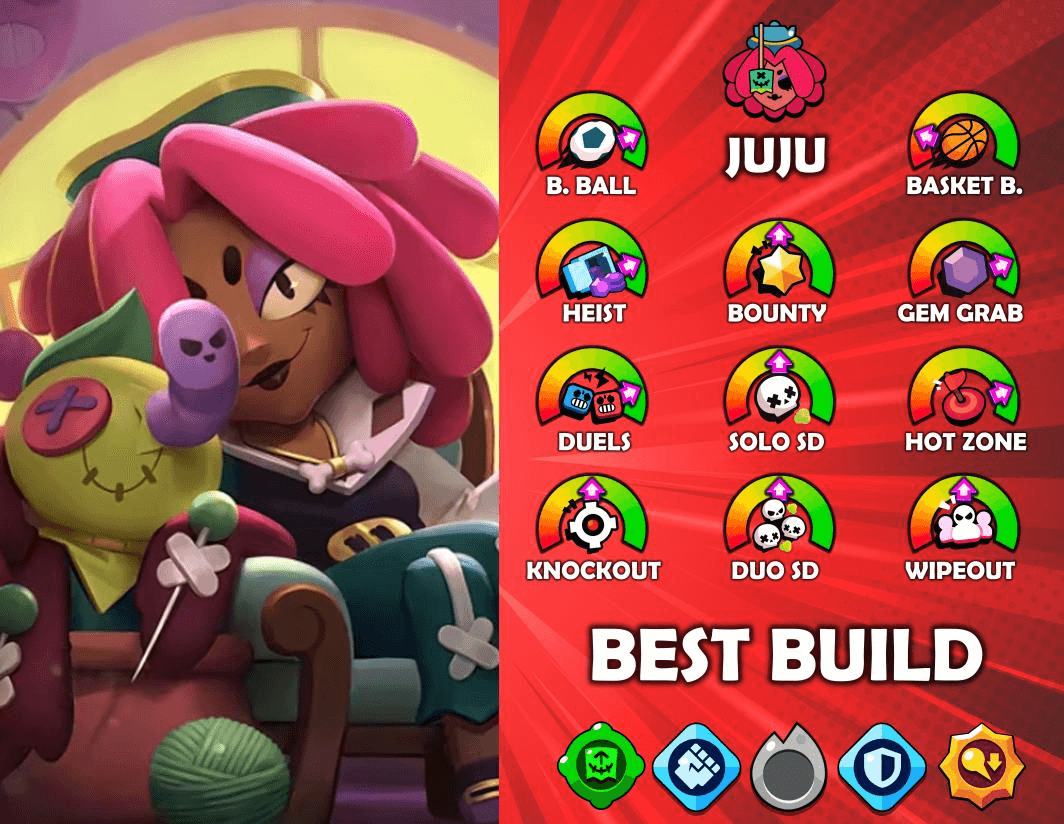 JUJU
B. BALL
BASKET B.
HEIST
BOUNTY
GEM GRAB
DUELS
SOLO SD
HOT ZONE
KNOCKOUT
DUO SD
WIPEOUT
BEST BUILD